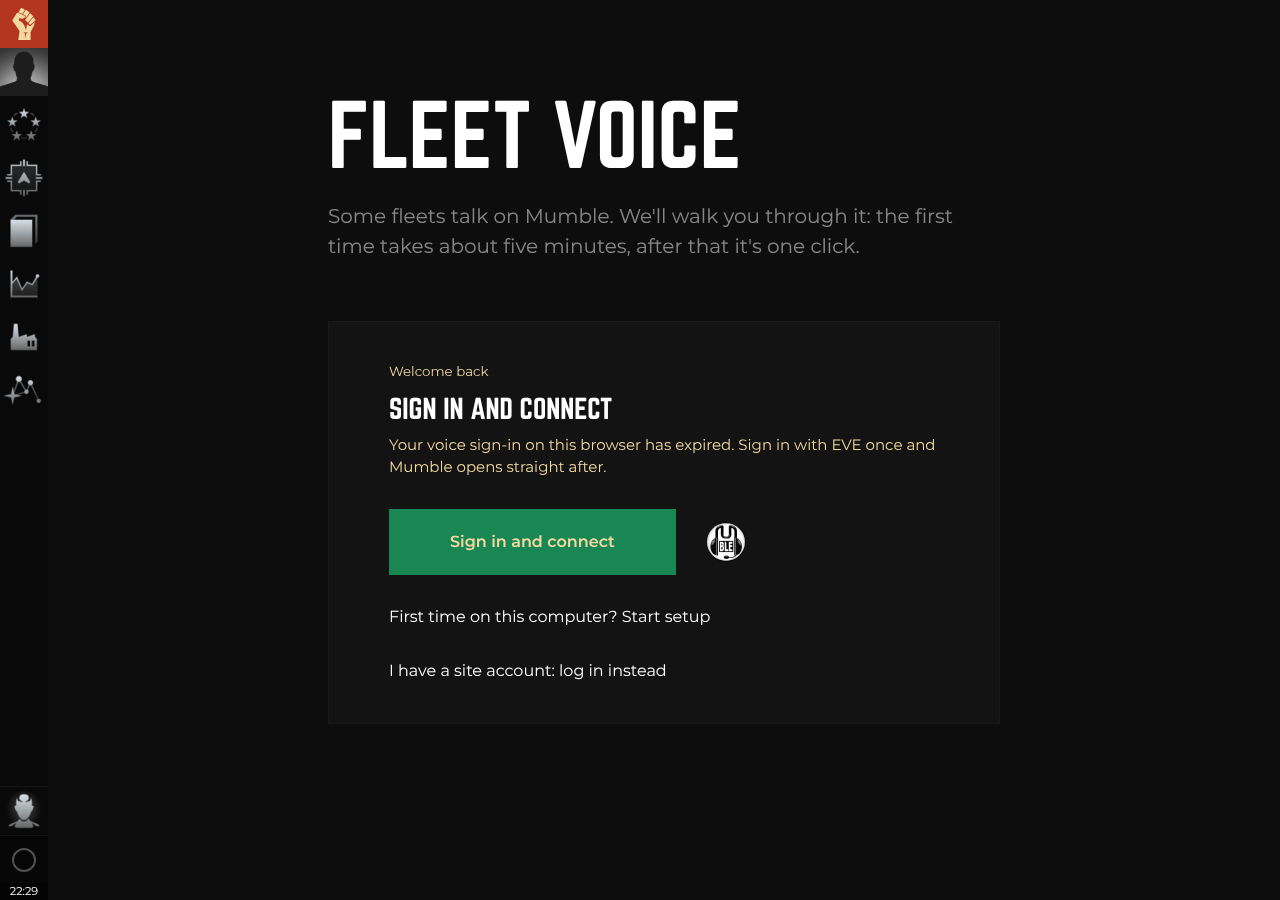 FLEET VOICE
Some fleets talk on Mumble. We'll walk you through it: the first
time takes about five minutes, after that it's one click.
Welcome back
SIGN IN AND CONNECT
Your voice sign-in on this browser has expired. Sign in with EVE once and
Mumble opens straight after.
Sign in and connect
BLE
First time on this computer? Start setup
I have a site account: log in instead
22:29